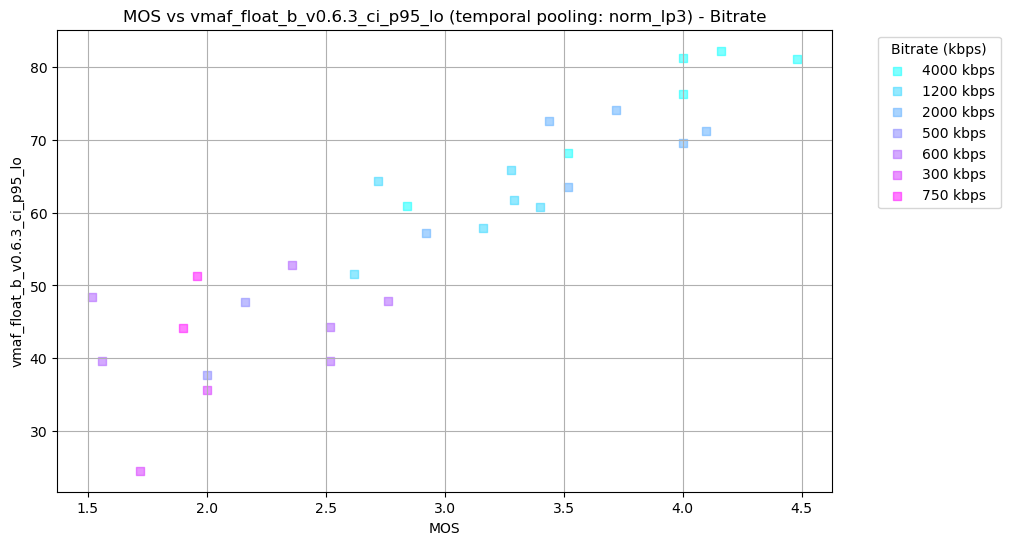 MOS vs vmaf_float_b_v0.6.3_ci_p95_lo (temporal pooling: norm_lp3) - Bitrate
vmaf_float_b_v0.6.3_ci_p95_lo
80
70
60
50
40
30
1.5
2.0
2.5
3.0
3.5
4.0
4.5
MOS
Bitrate (kbps)
4000 kbps
1200 kbps
2000 kbps
500 kbps
600 kbps
300 kbps
750 kbps